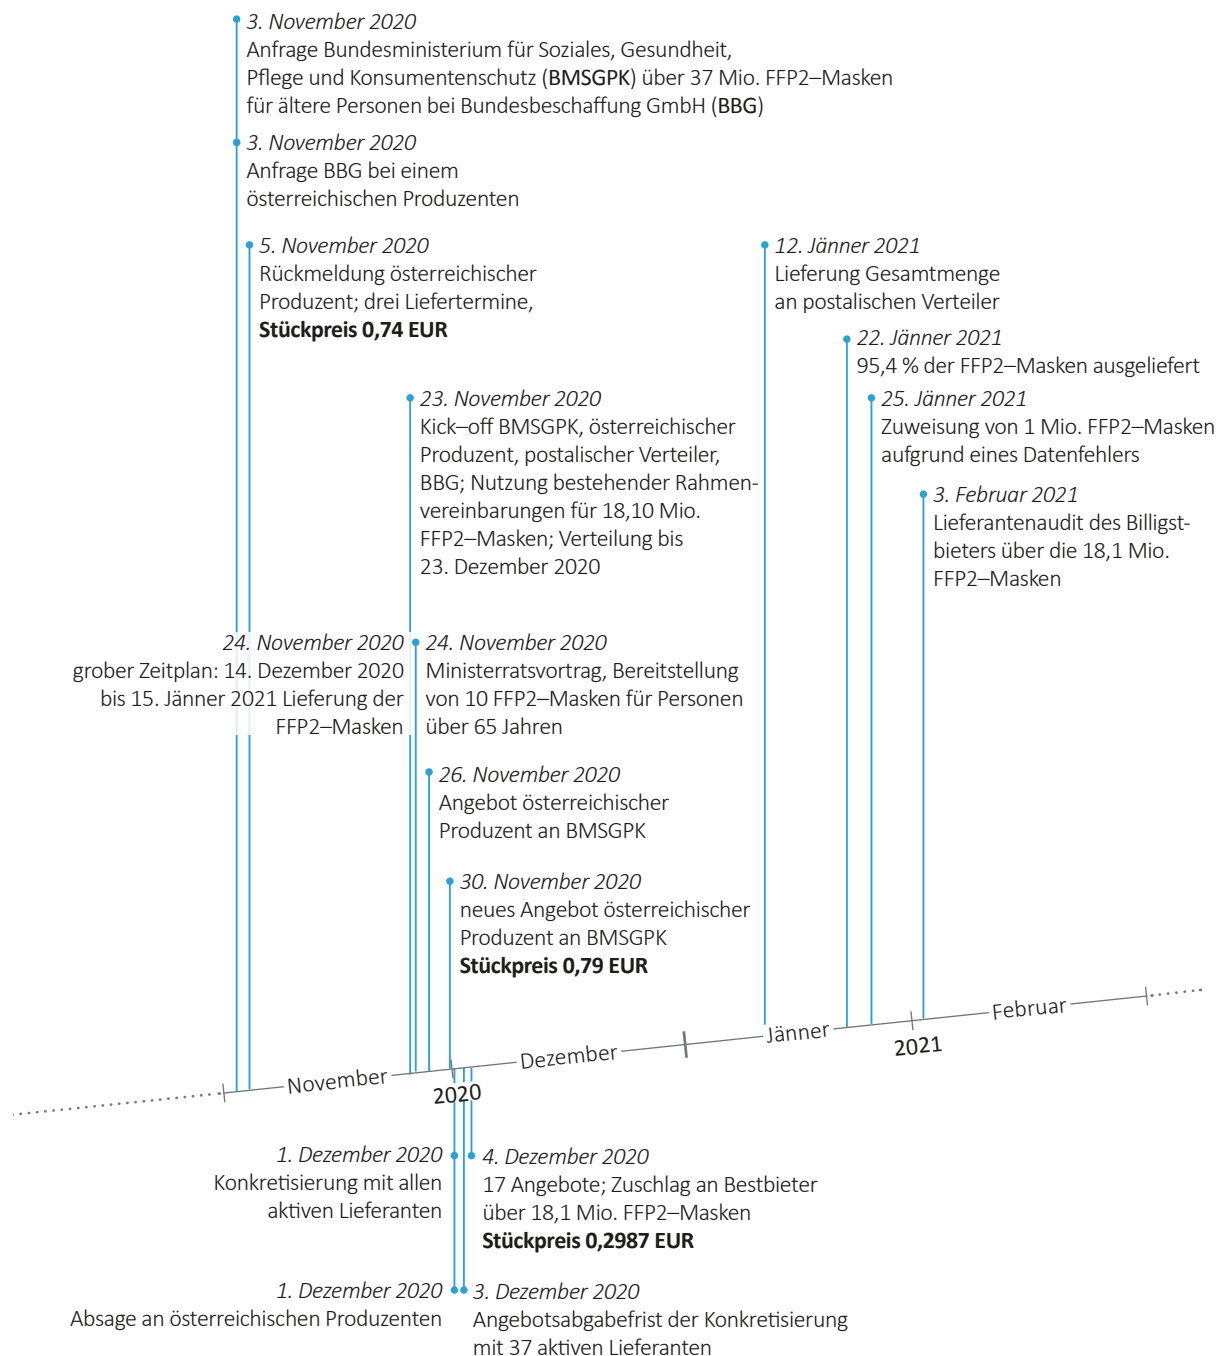 3. November 2020
Anfrage Bundesministerium für Soziales, Gesundheit,
Pflege und Konsumentenschutz (BMSGPK) über 37 Mio. FFP2–Masken
für ältere Personen bei Bundesbeschaffung GmbH (BBG)
3. November 2020
Anfrage BBG bei einem
österreichischen Produzenten
5. November 2020
Rückmeldung österreichischer
Produzent; drei Liefertermine,
Stückpreis 0,74 EUR
12. Jänner 2021
Lieferung Gesamtmenge
an postalischen Verteiler
22. Jänner 2021
95,4 % der FFP2–Masken ausgeliefert
25. Jänner 2021
Zuweisung von 1 Mio. FFP2–Masken
aufgrund eines Datenfehlers
3. Februar 2021
Lieferantenaudit des Billigst-
bieters über die 18,1 Mio.
FFP2–Masken
23. November 2020
Kick–off BMSGPK, österreichischer
Produzent, postalischer Verteiler,
BBG; Nutzung bestehender Rahmen-
vereinbarungen für 18,10 Mio.
FFP2–Masken; Verteilung bis
23. Dezember 2020
24. November 2020
grober Zeitplan: 14. Dezember 2020
bis 15. Jänner 2021 Lieferung der
FFP2–Masken
24. November 2020
Ministerratsvortrag, Bereitstellung
von 10 FFP2–Masken für Personen
über 65 Jahren
26. November 2020
Angebot österreichischer
Produzent an BMSGPK
30. November 2020
neues Angebot österreichischer
Produzent an BMSGPK
Stückpreis 0,79 EUR
November
2020
Dezember
Jänner
2021
Februar
1. Dezember 2020
Konkretisierung mit allen
aktiven Lieferanten
4. Dezember 2020
17 Angebote; Zuschlag an Bestbieter
über 18,1 Mio. FFP2–Masken
Stückpreis 0,2987 EUR
1. Dezember 2020
Absage an österreichischen Produzenten
3. Dezember 2020
Angebotsabgabefrist der Konkretisierung
mit 37 aktiven Lieferanten